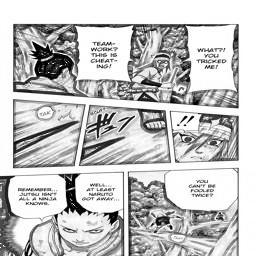 WHAT?!
YOU
TRICKED
ME!
TEAM-
WORK?
THIS IS
CHEAT-
ING!
!!
TAK
YOU
CAN'T BE
FOOLED
TWICE?
WELL...
AT LEAST
NARUTO
GOT AWAY...
REMEMBER...
JUTSU ISN'T
ALL A NINJA
KNOWS.